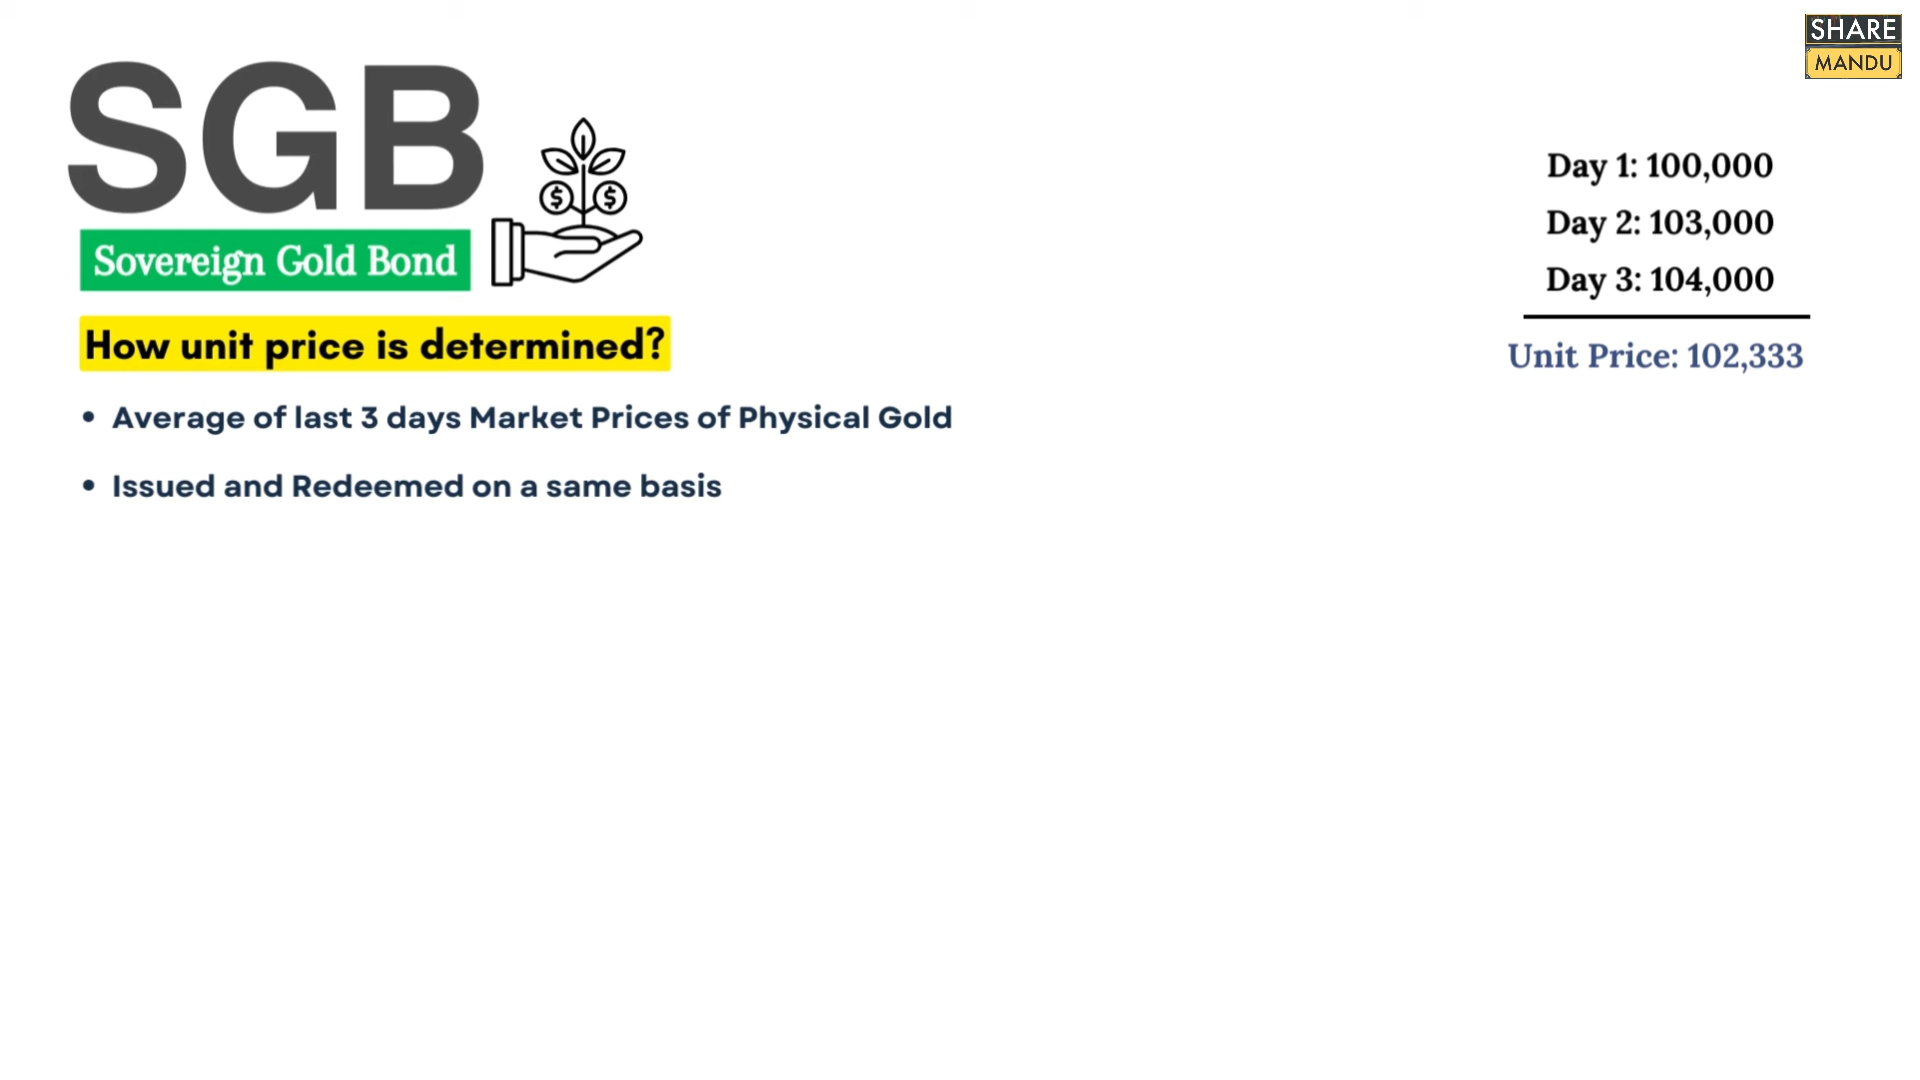 SHARE
MANDU
SGB
Sovereign Gold Bond
How unit price is determined?
• Average of last 3 days Market Prices of Physical Gold
• Issued and Redeemed on a same basis
Day 1: 100,000
Day 2: 103,000
Day 3: 104,000
Unit Price: 102,333
$ $